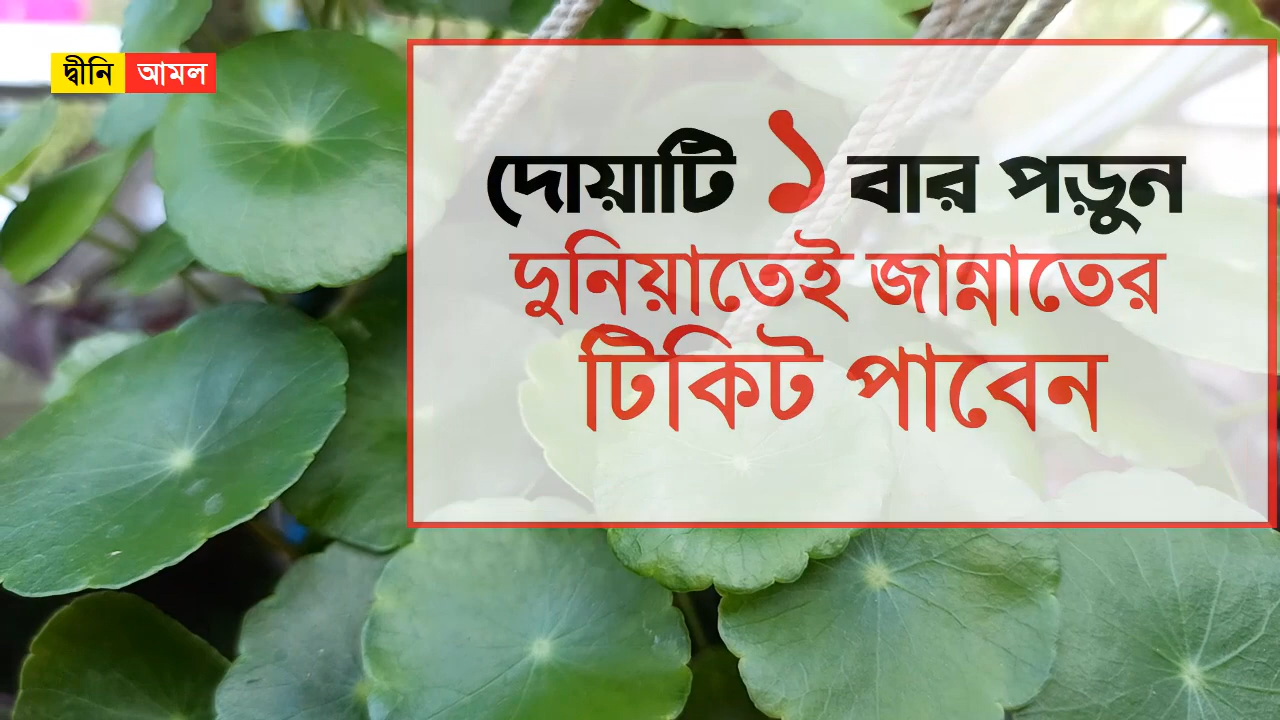 দ্বীনি আমল
দোয়াটি ১ বার পড়ুন
দুনিয়াতেই জান্নাতের
টিকিট পাবেন